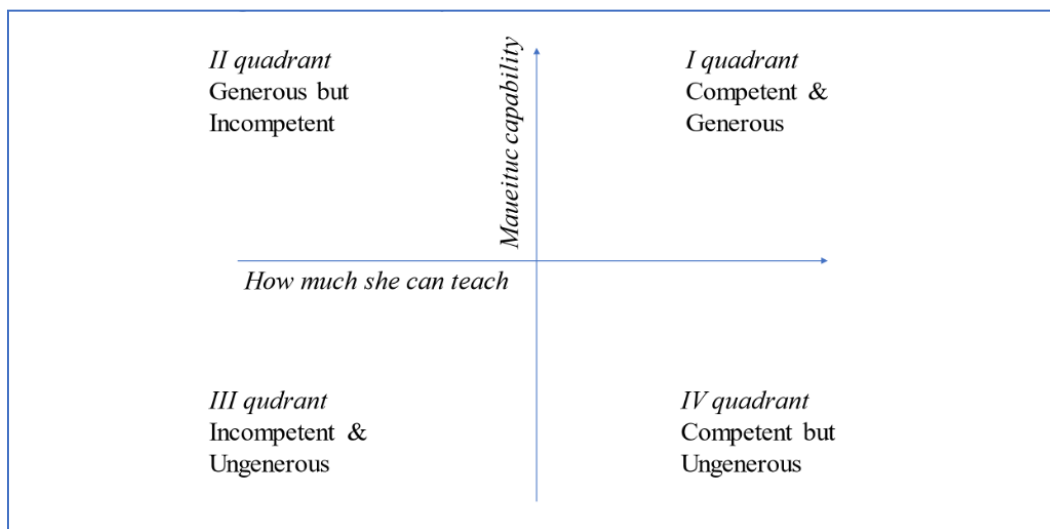 II quadrant
Generous but
Incompetent
Maueituc capability
I quadrant
Competent &
Generous
How much she can teach
III qudrant
Incompetent &
Ungenerous
IV quadrant
Competent but
Ungenerous